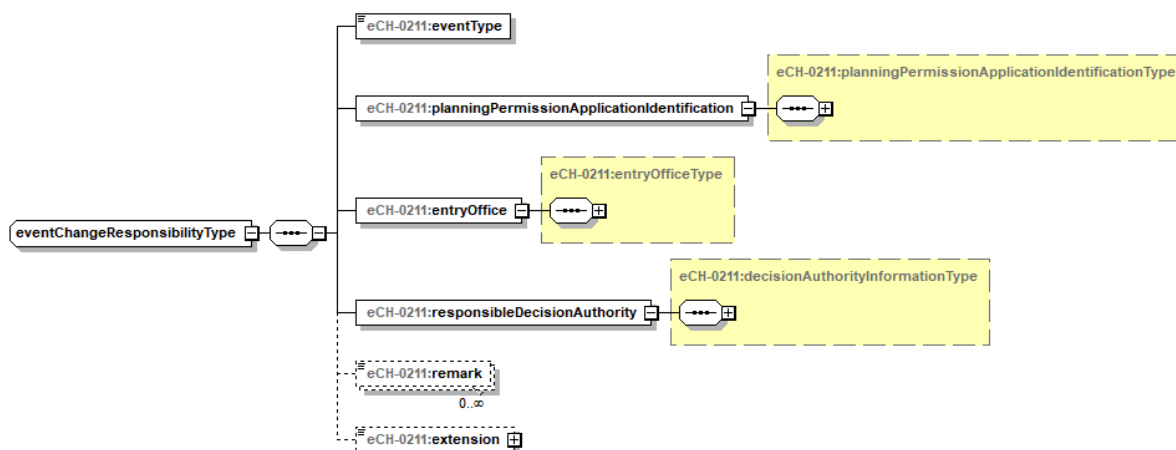 eCH-0211:eventType
eCH-0211:planningPermissionApplicationIdentificationType
eCH-0211:planningPermissionApplicationIdentification
eCH-0211:entryOfficeType
eCH-0211:entryOffice
eventChangeResponsibilityType
eCH-0211:decisionAuthorityInformationType
eCH-0211:responsibleDecisionAuthority
eCH-0211:remark
0..∞
eCH-0211:extension